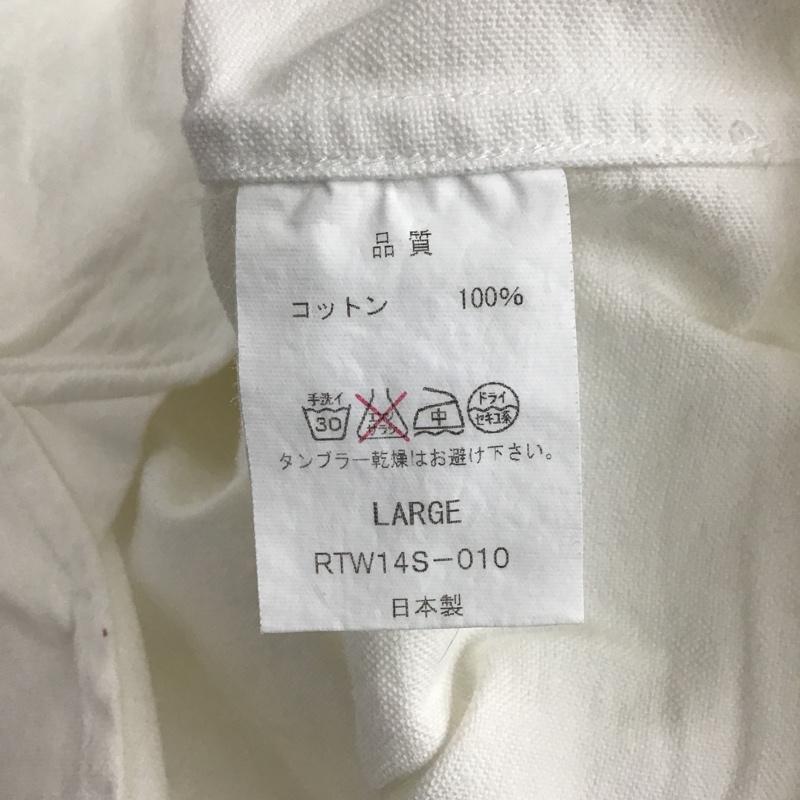 品質
コットン 100%
手洗イ 30 エンソ サラシ 中 ドライ セキユ系
タンブラー乾燥はお避け下さい。
LARGE
RTW14S-010
日本製